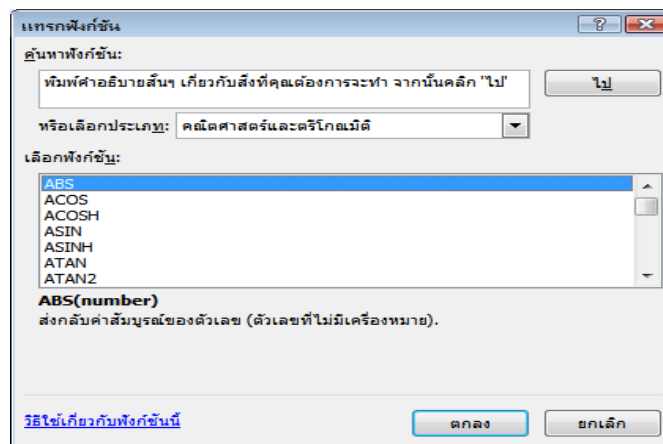 แทรกฟังก์ชัน
ค้นหาฟังก์ชัน:
พิมพ์คำอธิบายสั้นๆ เกี่ยวกับสิ่งที่คุณต้องการจะทำ จากนั้นคลิก "ไป"
ไป
หรือเลือกประเภท: คณิตศาสตร์และตรีโกณมิติ
เลือกฟังก์ชัน:
ABS
ACOS
ACOSH
ASIN
ASINH
ATAN
ATAN2
ABS(number)
ส่งกลับค่าสัมบูรณ์ของตัวเลข (ตัวเลขที่ไม่มีเครื่องหมาย).
วิธีใช้เกี่ยวกับฟังก์ชันนี้
ตกลง
ยกเลิก